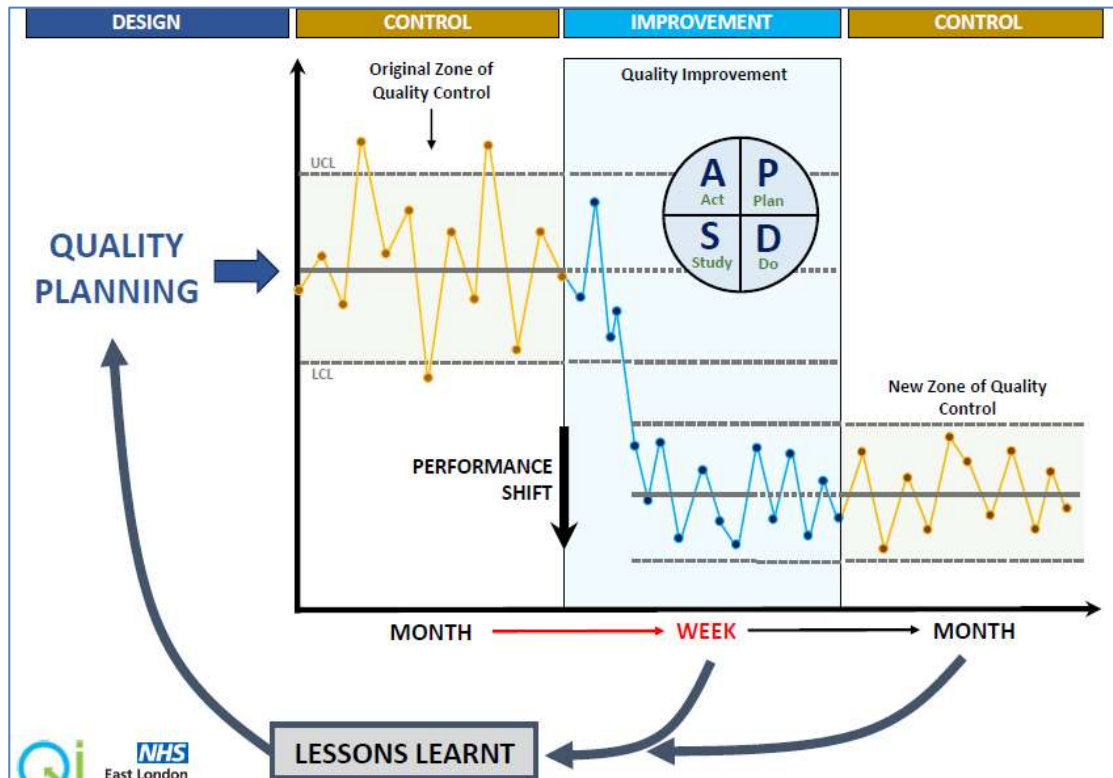 DESIGN
CONTROL
IMPROVEMENT
CONTROL
Original Zone of
Quality Control
Quality Improvement
UCL
A
Act
P
Plan
S
Study
D
Do
QUALITY
PLANNING
LCL
New Zone of Quality
Control
PERFORMANCE
SHIFT
MONTH
WEEK
MONTH
LESSONS LEARNT
Qi
NHS
East London